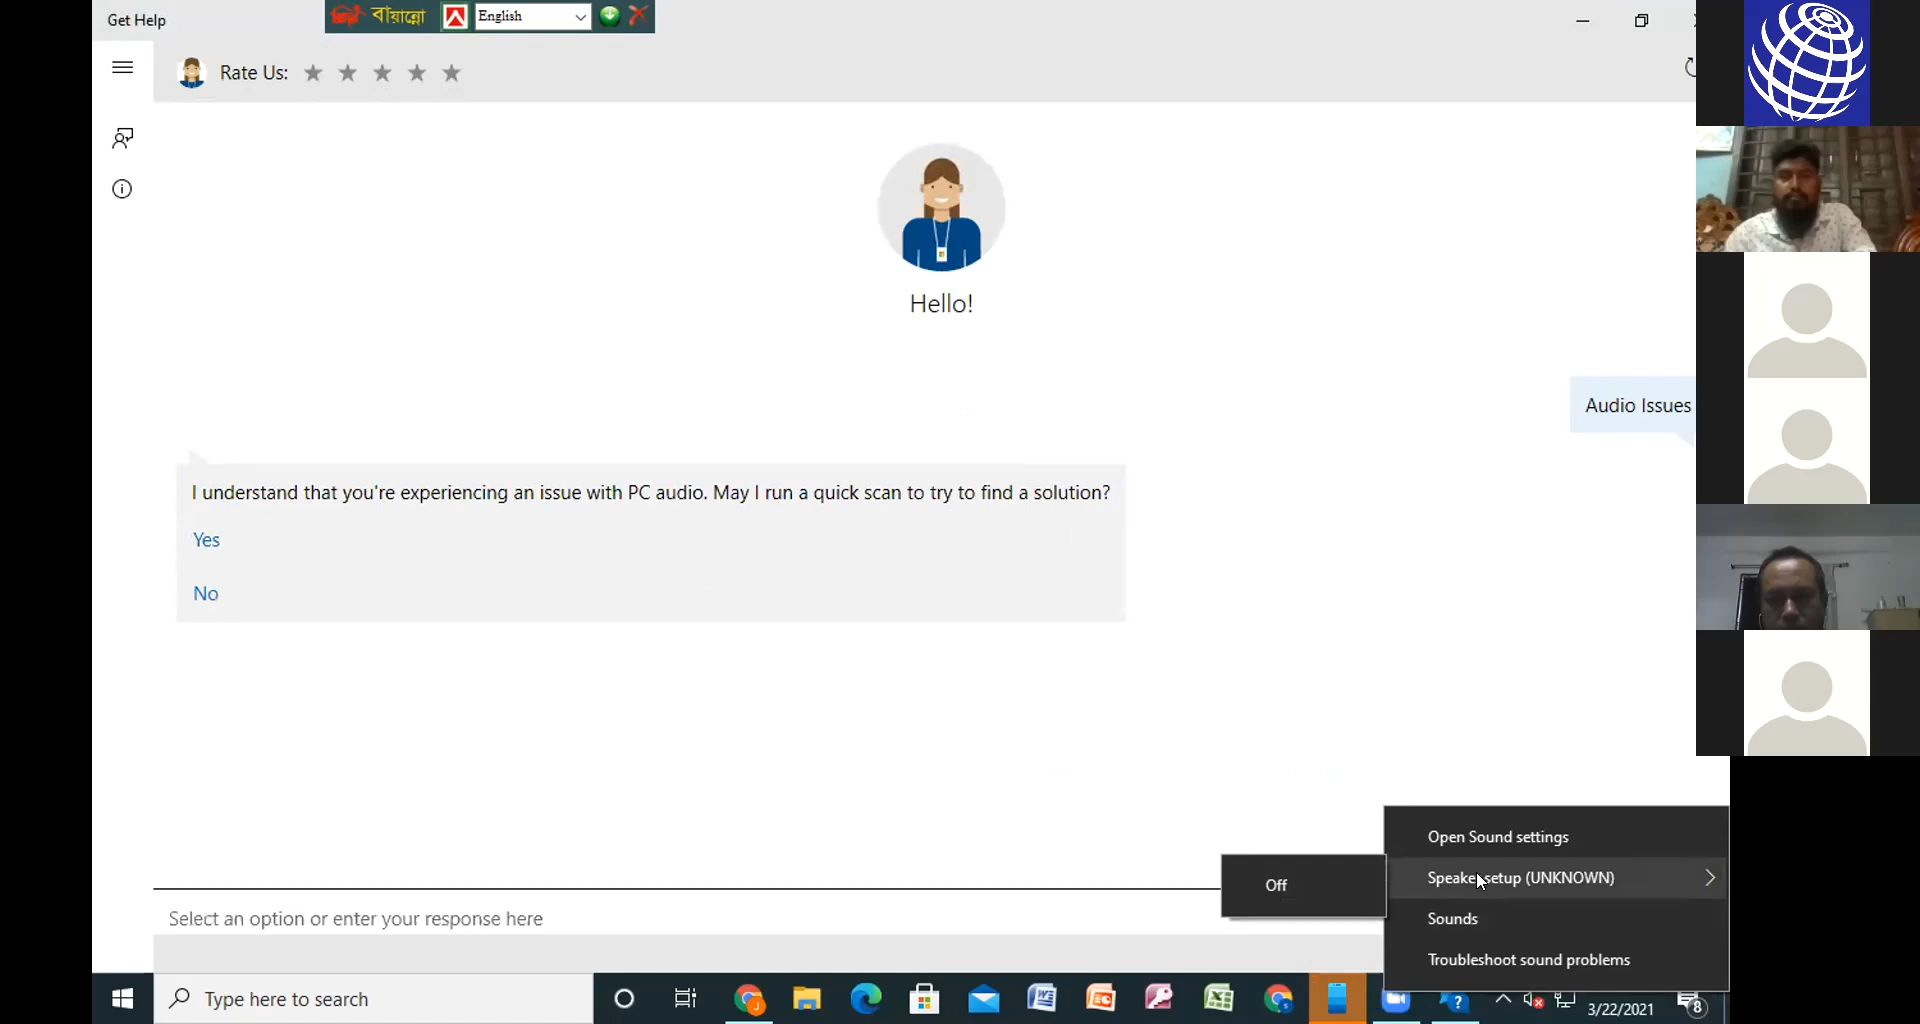 Get Help
বায়ান্নো
English
Rate Us:
Hello!
Audio Issues
I understand that you're experiencing an issue with PC audio. May I run a quick scan to try to find a solution?
Yes
No
Open Sound settings
Speaker setup (UNKNOWN)
Off
Sounds
Troubleshoot sound problems
Select an option or enter your response here
Type here to search
3/22/2021
8